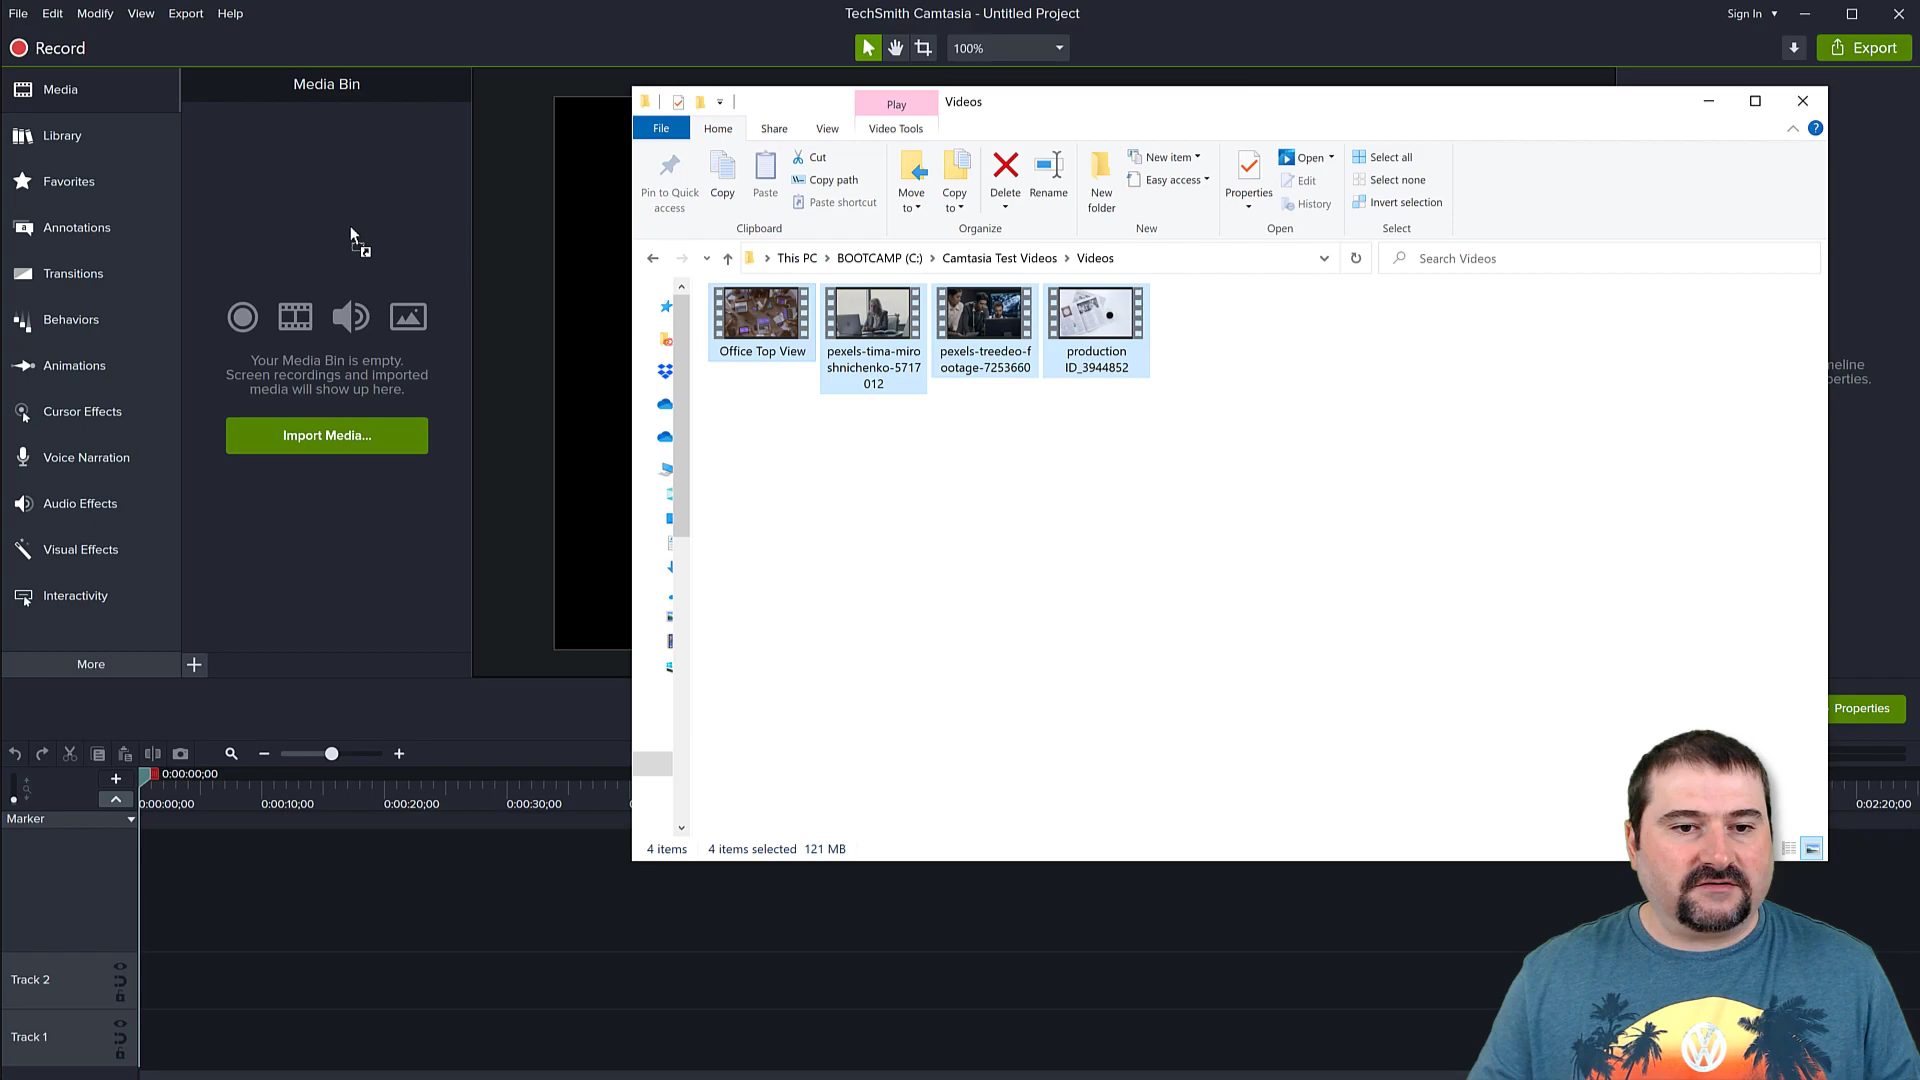 File Edit Modify View Export Help
TechSmith Camtasia - Untitled Project
Sign In
Record
100%
Export
Media
Library
Favorites
Annotations
Transitions
Behaviors
Animations
Cursor Effects
Voice Narration
Audio Effects
Visual Effects
Interactivity
More
Media Bin
Your Media Bin is empty.
Screen recordings and imported
media will show up here.
Import Media...
Play
Videos
File Home Share View Video Tools
Pin to Quick
access
Copy
Paste
Cut
Copy path
Paste shortcut
Clipboard
Move
to
Copy
to
Delete
Rename
Organize
New
folder
New item
Easy access
New
Properties
Open
Edit
History
Open
Select all
Select none
Invert selection
Select
This PC > BOOTCAMP (C:) > Camtasia Test Videos > Videos
Search Videos
Office Top View
pexels-tima-miro
shnichenko-5717
012
pexels-treedeo-f
ootage-7253660
production
ID_3944852
4 items 4 items selected 121 MB
meline
perties.
Properties
0:00:00;00
0:00:00;00 0:00:10;00 0:00:20;00 0:00:30;00
0:02:20;00
Marker
Track 2
Track 1